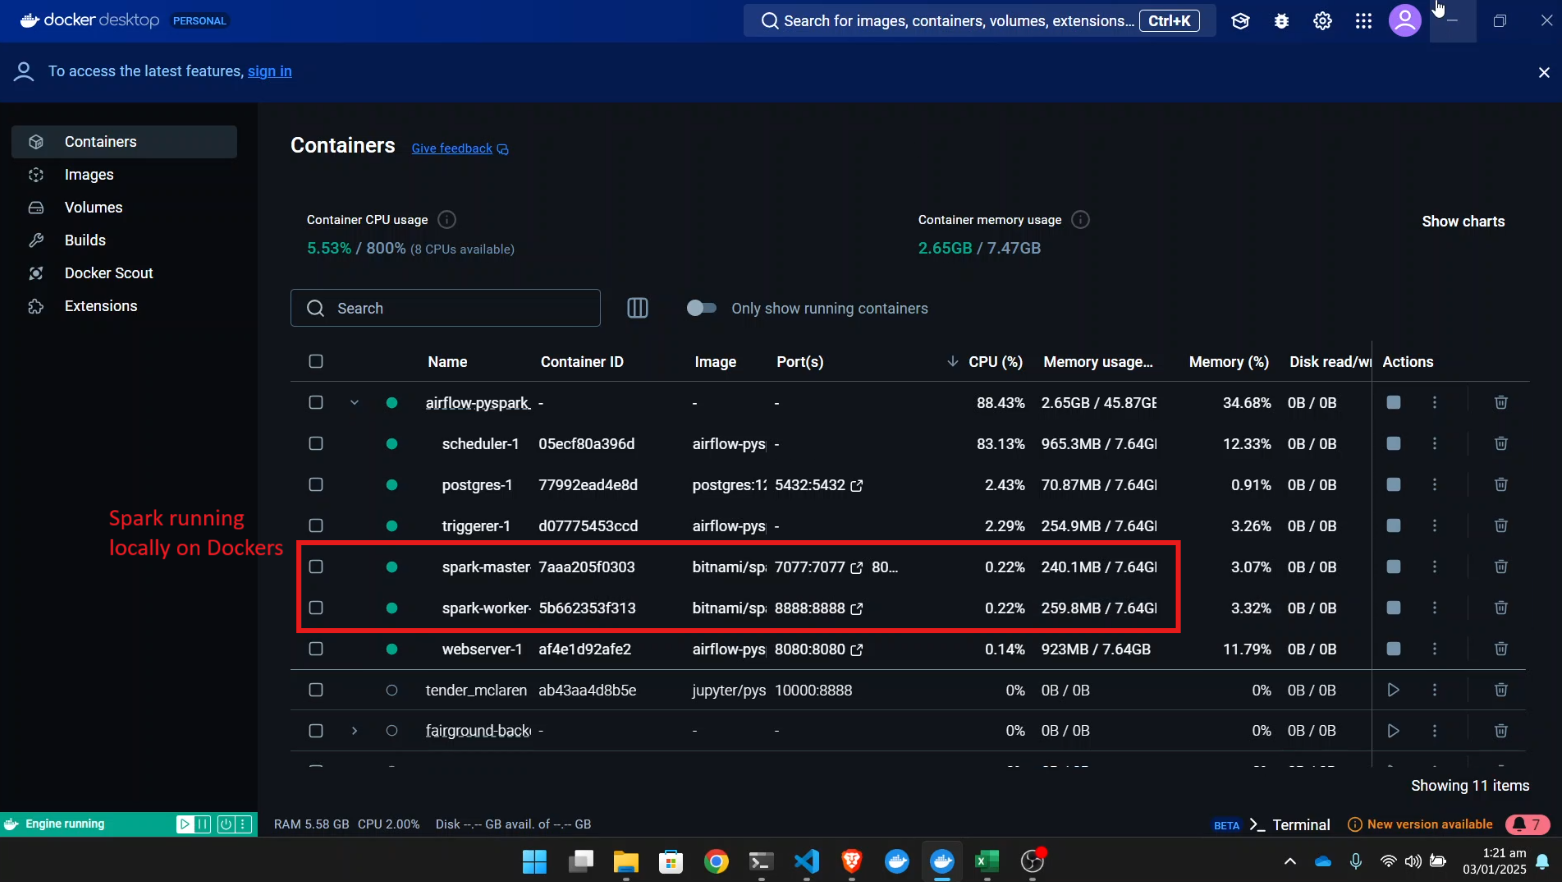 docker desktop PERSONAL
Search for images, containers, volumes, extensions... Ctrl+K
To access the latest features, sign in
Containers
Images
Volumes
Builds
Docker Scout
Extensions
Containers Give feedback
Container CPU usage
5.53% / 800% (8 CPUs available)
Container memory usage
2.65GB / 7.47GB
Show charts
Search
Only show running containers
Name Container ID Image Port(s) CPU (%) Memory usage... Memory (%) Disk read/w Actions
airflow-pyspark_ - - - 88.43% 2.65GB / 45.87GE 34.68% 0B / 0B
scheduler-1 05ecf80a396d airflow-pys - 83.13% 965.3MB / 7.64GI 12.33% 0B / 0B
postgres-1 77992ead4e8d postgres:12 5432:5432 2.43% 70.87MB / 7.64GI 0.91% 0B / 0B
triggerer-1 d07775453ccd airflow-pys - 2.29% 254.9MB / 7.64GI 3.26% 0B / 0B
spark-master- 7aaa205f0303 bitnami/spa 7077:7077 80... 0.22% 240.1MB / 7.64GI 3.07% 0B / 0B
spark-worker- 5b662353f313 bitnami/spa 8888:8888 0.22% 259.8MB / 7.64GI 3.32% 0B / 0B
webserver-1 af4e1d92afe2 airflow-pys 8080:8080 0.14% 923MB / 7.64GB 11.79% 0B / 0B
tender_mclaren ab43aa4d8b5e jupyter/pys 10000:8888 0% 0B / 0B 0% 0B / 0B
fairground-back - - - 0% 0B / 0B 0% 0B / 0B
Spark running
locally on Dockers
Showing 11 items
Engine running
RAM 5.58 GB CPU 2.00% Disk --.-- GB avail. of --.-- GB
BETA >_ Terminal
New version available
7
1:21 am
03/01/2025